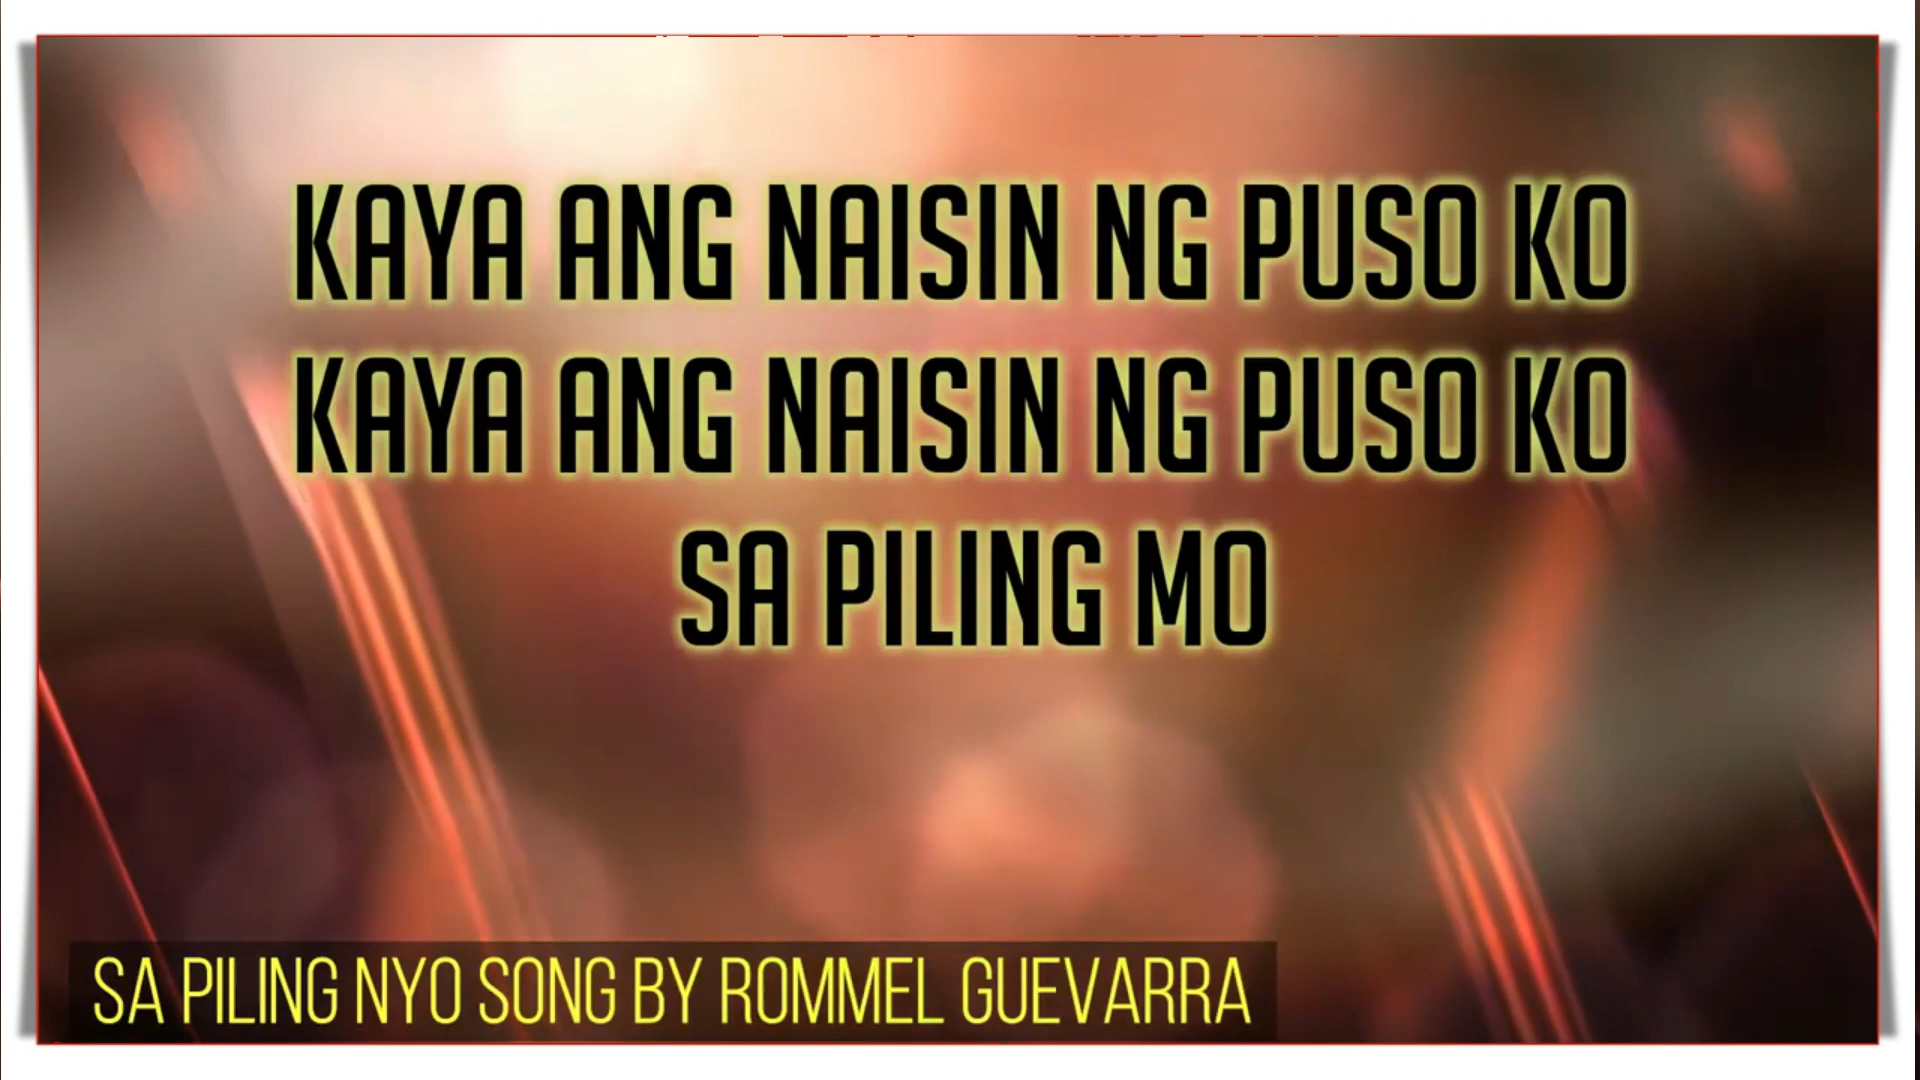 KAYA ANG NAISIN NG PUSO KO
KAYA ANG NAISIN NG PUSO KO
SA PILING MO
SA PILING NYO SONG BY ROMMEL GUEVARRA